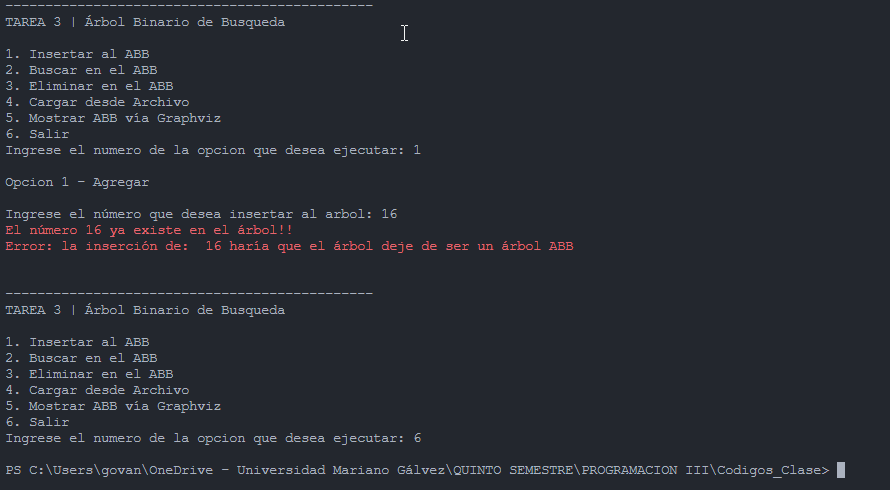 ----------------------------------------------
TAREA 3 | Árbol Binario de Busqueda
1. Insertar al ABB
2. Buscar en el ABB
3. Eliminar en el ABB
4. Cargar desde Archivo
5. Mostrar ABB vía Graphviz
6. Salir
Ingrese el numero de la opcion que desea ejecutar: 1
Opcion 1 - Agregar
Ingrese el número que desea insertar al arbol: 16
El número 16 ya existe en el árbol!!
Error: la inserción de:  16 haría que el árbol deje de ser un árbol ABB
----------------------------------------------
TAREA 3 | Árbol Binario de Busqueda
1. Insertar al ABB
2. Buscar en el ABB
3. Eliminar en el ABB
4. Cargar desde Archivo
5. Mostrar ABB vía Graphviz
6. Salir
Ingrese el numero de la opcion que desea ejecutar: 6
PS C:\Users\govan\OneDrive - Universidad Mariano Gálvez\QUINTO SEMESTRE\PROGRAMACION III\Codigos_Clase>